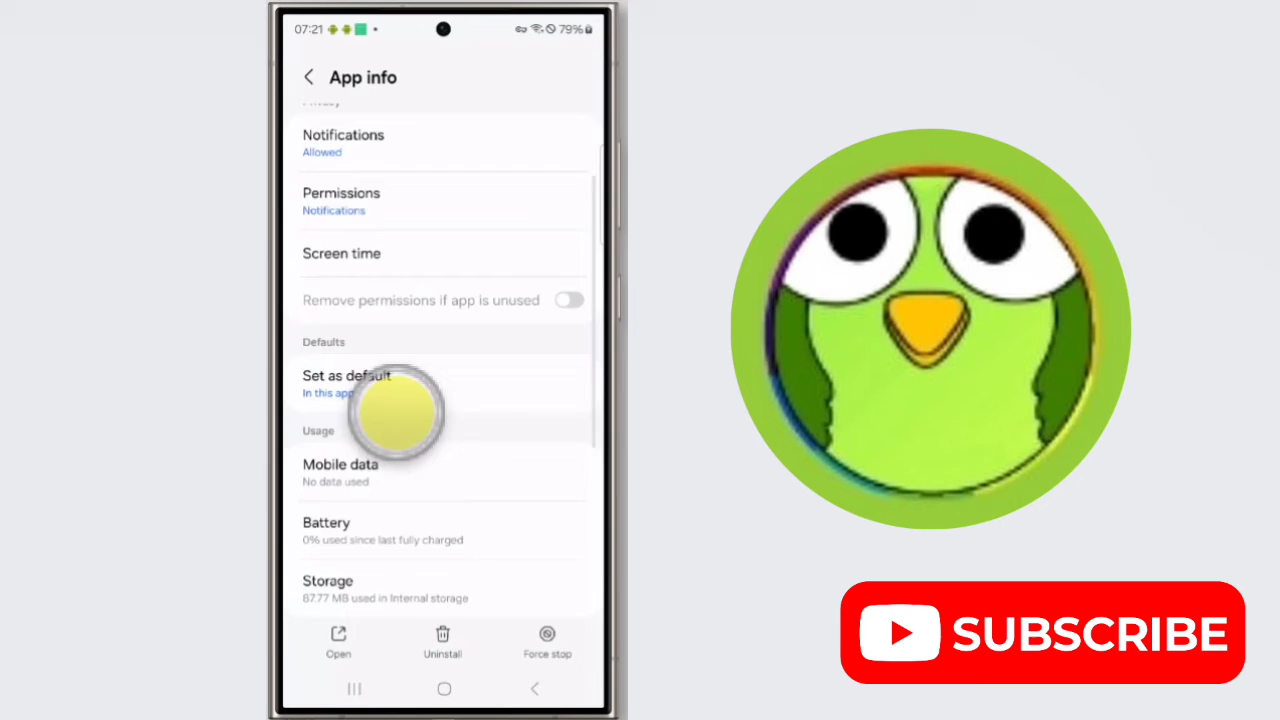 07:21
79%
App info
Privacy
Notifications
Allowed
Permissions
Notifications
Screen time
Remove permissions if app is unused
Defaults
Set as default
In this app
Usage
Mobile data
No data used
Battery
0% used since last fully charged
Storage
87.77 MB used in Internal storage
Open
Uninstall
Force stop
SUBSCRIBE